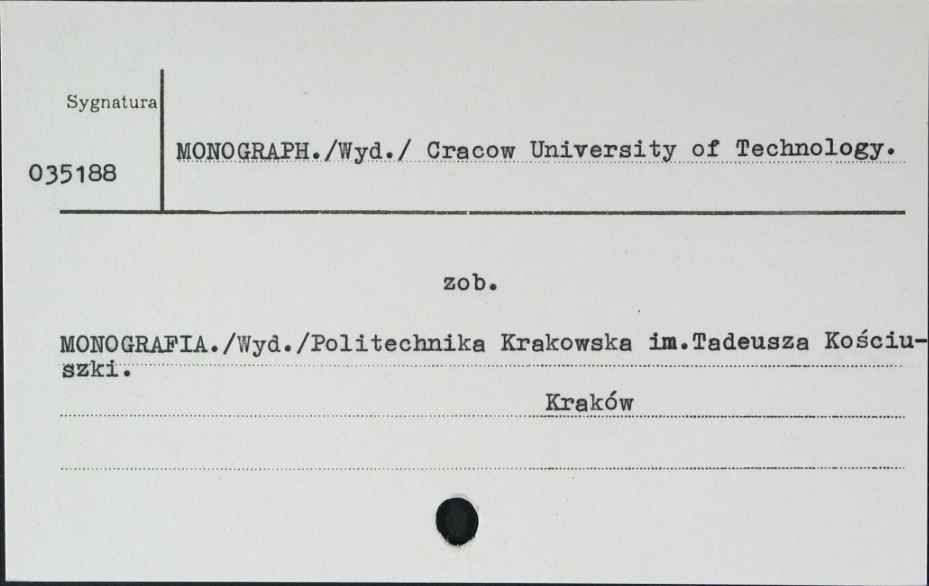 Sygnatura
MONOGRAPH./Wyd./ Cracow University of Technology.
035188
zob.
MONOGRAFIA./Wyd./Politechnika Krakowska im.Tadeusza Kościu-
szki.
Kraków